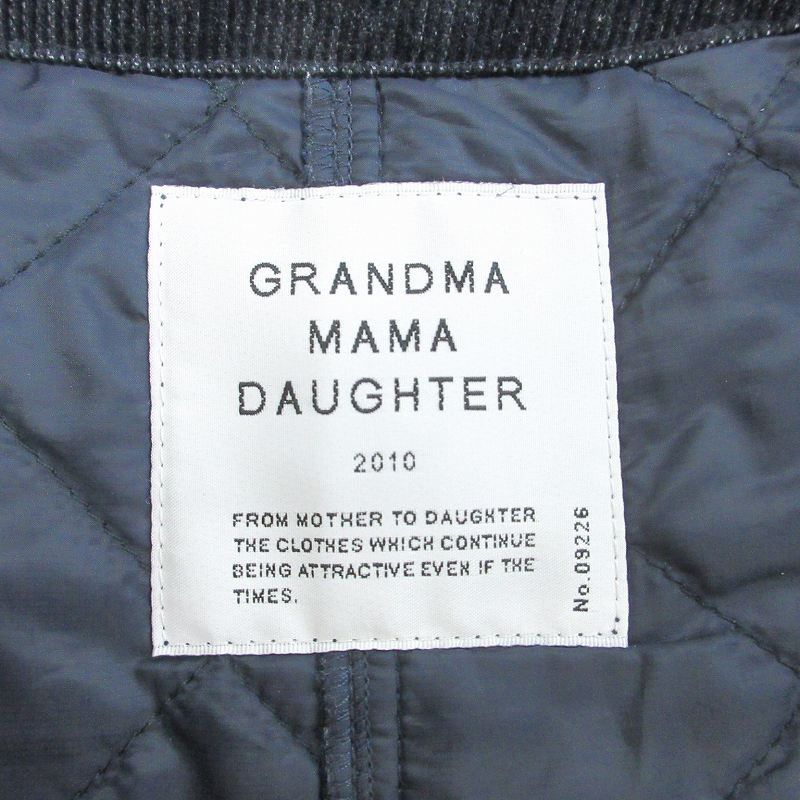 GRANDMA
MAMA
DAUGHTER
2010
FROM MOTHER TO DAUGHTER
THE CLOTHES WHICH CONTINUE
BEING ATTRACTIVE EVEN IF THE
TIMES.
No.09226